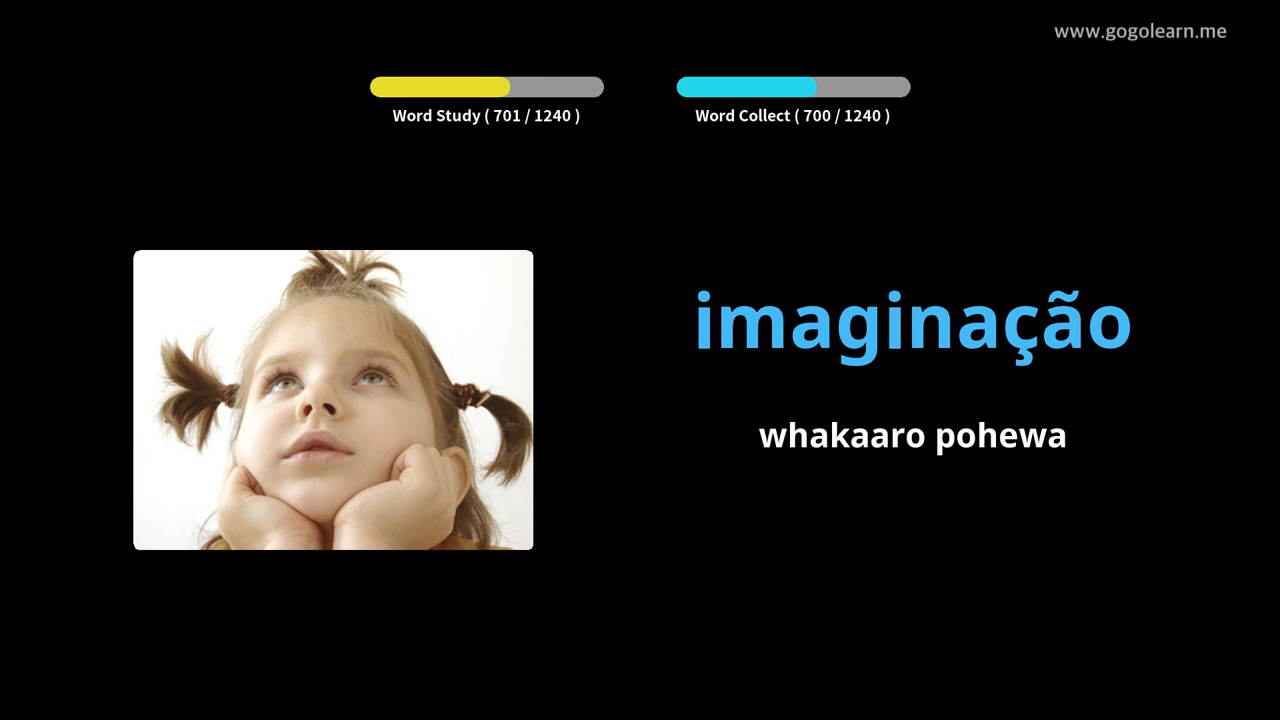 www.gogolearn.me
Word Study ( 701 / 1240 )
Word Collect ( 700 / 1240 )
imaginação
whakaaro pohewa